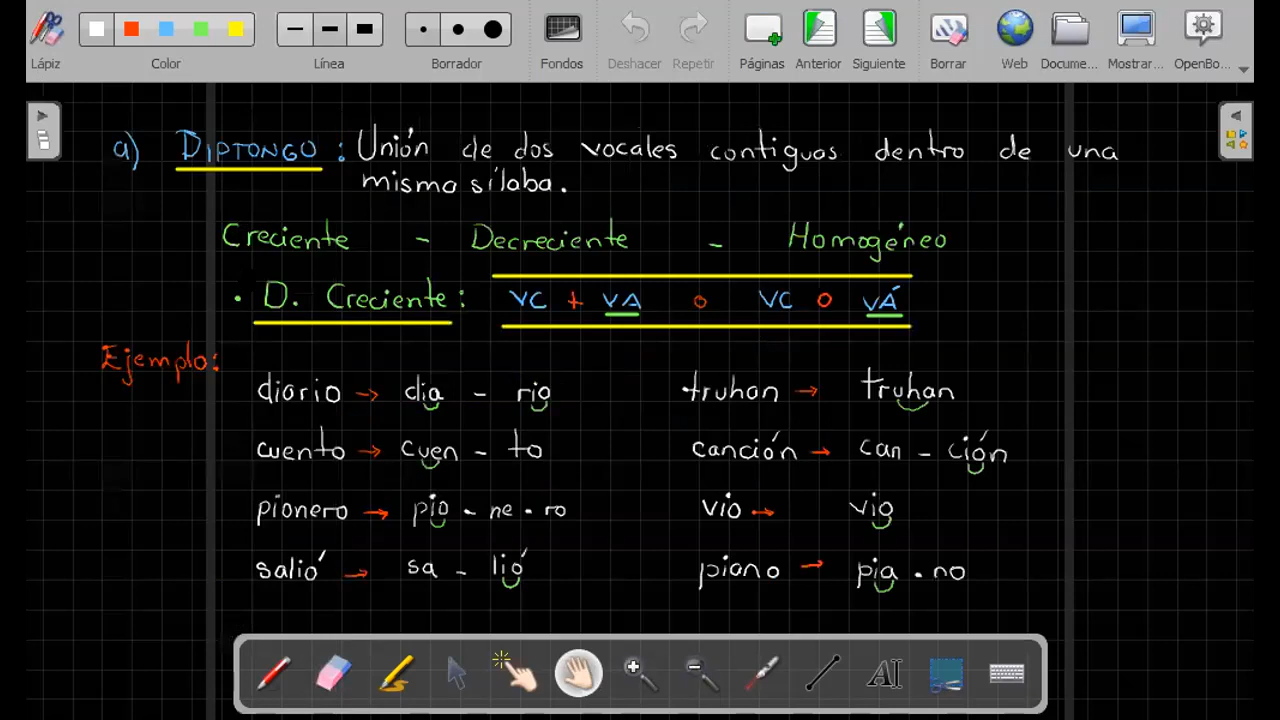 Lápiz Color Línea Borrador Fondos Deshacer Repetir Páginas Anterior Siguiente Borrar Web Docume... Mostrar... OpenBo...
a) DIPTONGO : Unión de dos vocales contiguas dentro de una
misma sílaba.
Creciente - Decreciente - Homogéneo
• D. Creciente: VC + VA o VC o VÁ
Ejemplo:
diario → dia - rio truhan → truhan
cuento → cuen - to canción → can - ción
pionero → pio - ne - ro vio → vio
salió → sa - lió piano → pia - no